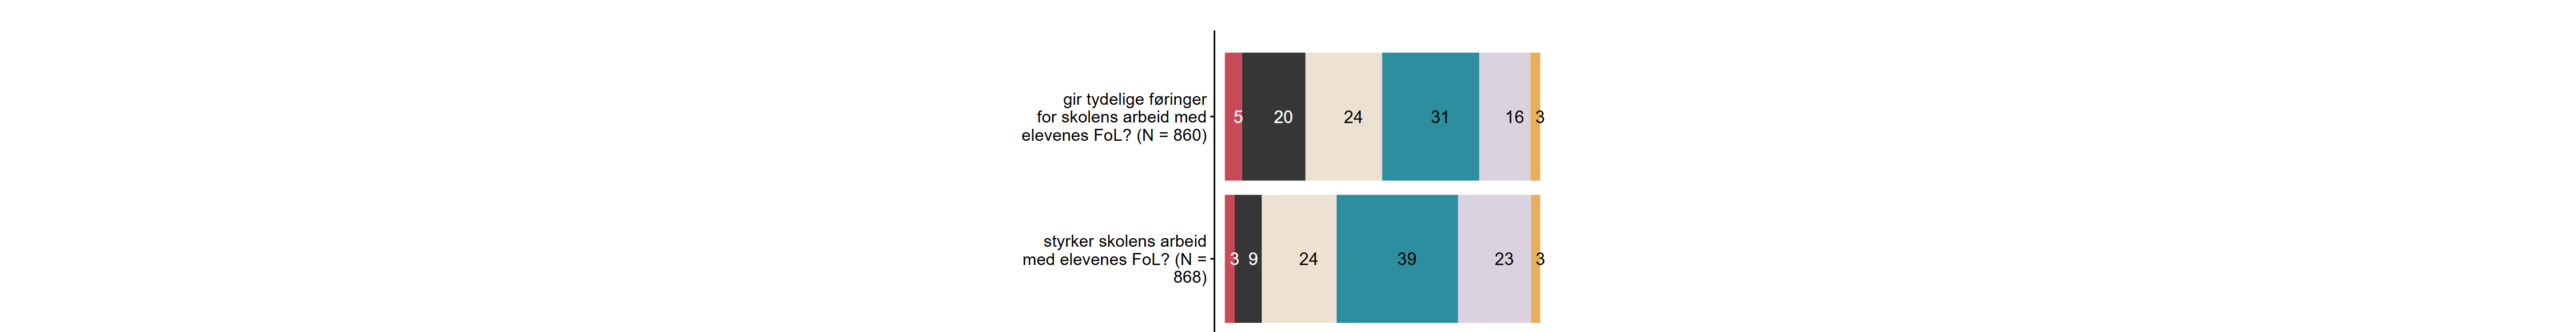 gir tydelige føringer
for skolens arbeid med
elevenes FoL? (N = 860)
5 20 24 31 16 3
styrker skolens arbeid
med elevenes FoL? (N =
868)
3 9 24 39 23 3